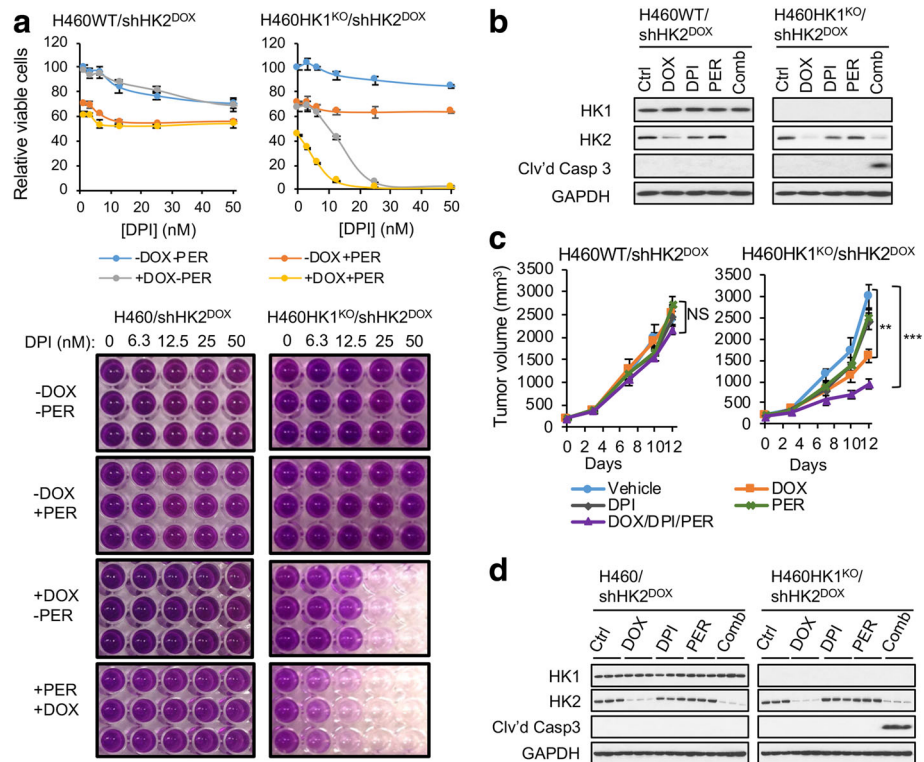 a
H460WT/shHK2DOX
H460HK1KO/shHK2DOX
Relative viable cells
120
100
80
60
40
20
0
0 10 20 30 40 50
[DPI] (nM)
120
100
80
60
40
20
0
0 10 20 30 40 50
[DPI] (nM)
-DOX-PER
-DOX+PER
+DOX-PER
+DOX+PER
H460/shHK2DOX
H460HK1KO/shHK2DOX
DPI (nM): 0 6.3 12.5 25 50
0 6.3 12.5 25 50
-DOX
-PER
-DOX
+PER
+DOX
-PER
+PER
+DOX
b
H460WT/
shHK2DOX
H460HK1KO/
shHK2DOX
Ctrl DOX DPI PER Comb
Ctrl DOX DPI PER Comb
HK1
HK2
Clv'd Casp 3
GAPDH
c
H460WT/shHK2DOX
H460HK1KO/shHK2DOX
Tumor volume (mm3)
3500
3000
2500
2000
1500
1000
500
0
0 2 4 6 8 10 12
Days
NS
3500
3000
2500
2000
1500
1000
500
0
0 2 4 6 8 10 12
Days
**
***
Vehicle
DOX
DPI
PER
DOX/DPI/PER
d
H460/
shHK2DOX
H460HK1KO/
shHK2DOX
Ctrl DOX DPI PER Comb
Ctrl DOX DPI PER Comb
HK1
HK2
Clv'd Casp3
GAPDH